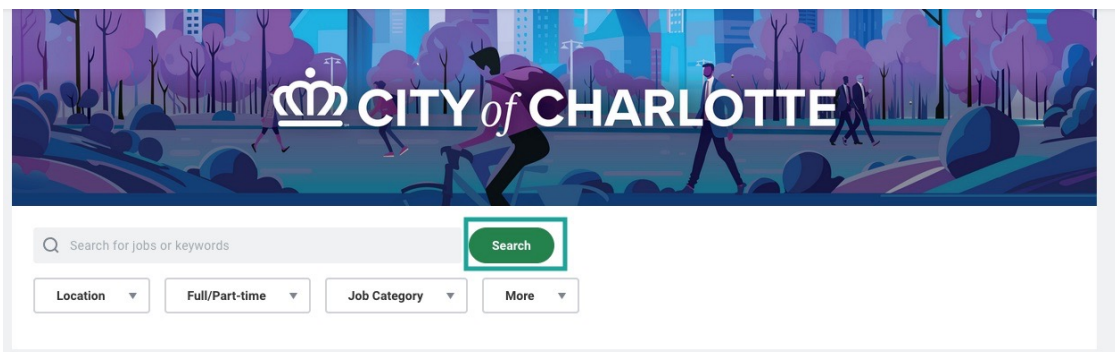 CITY of CHARLOTTE
Search for jobs or keywords
Search
Location
Full/Part-time
Job Category
More